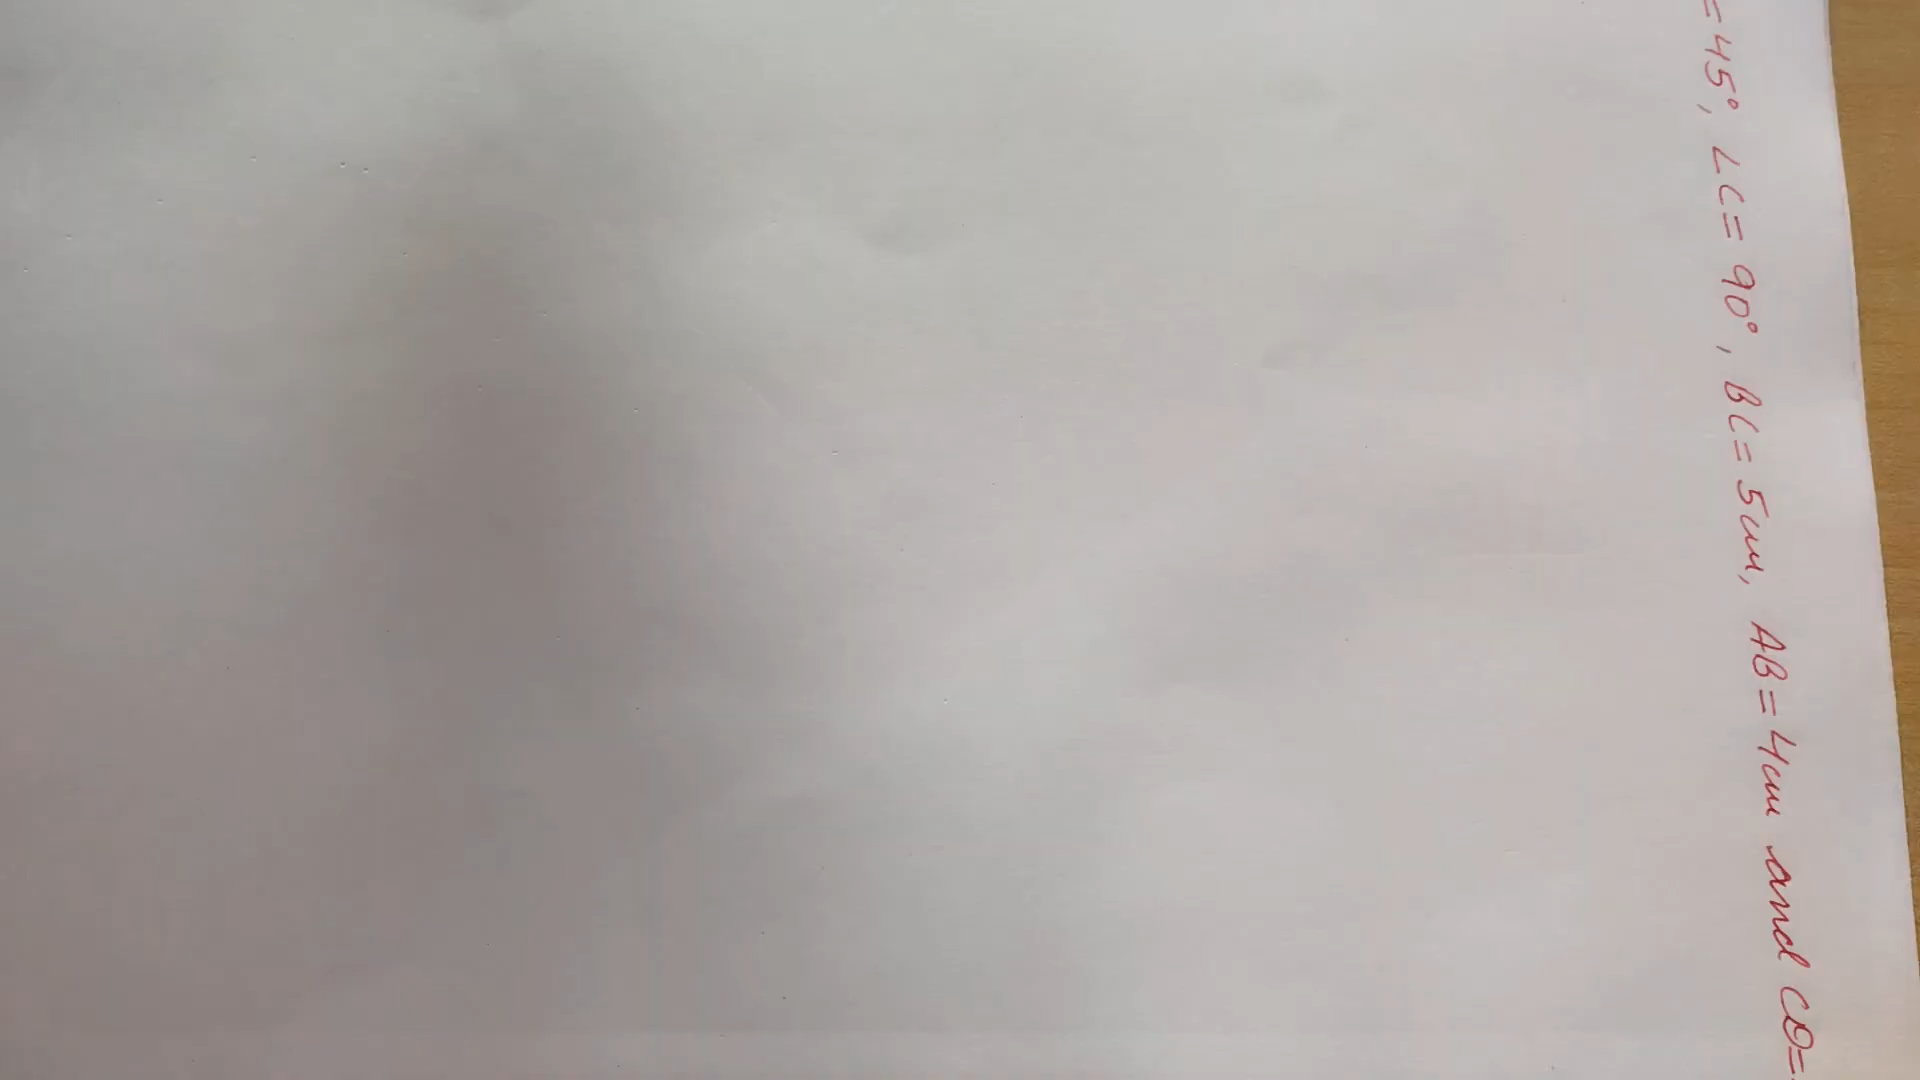 =45°, ∠C=90°, BC=5cm, AB=4cm and CD=